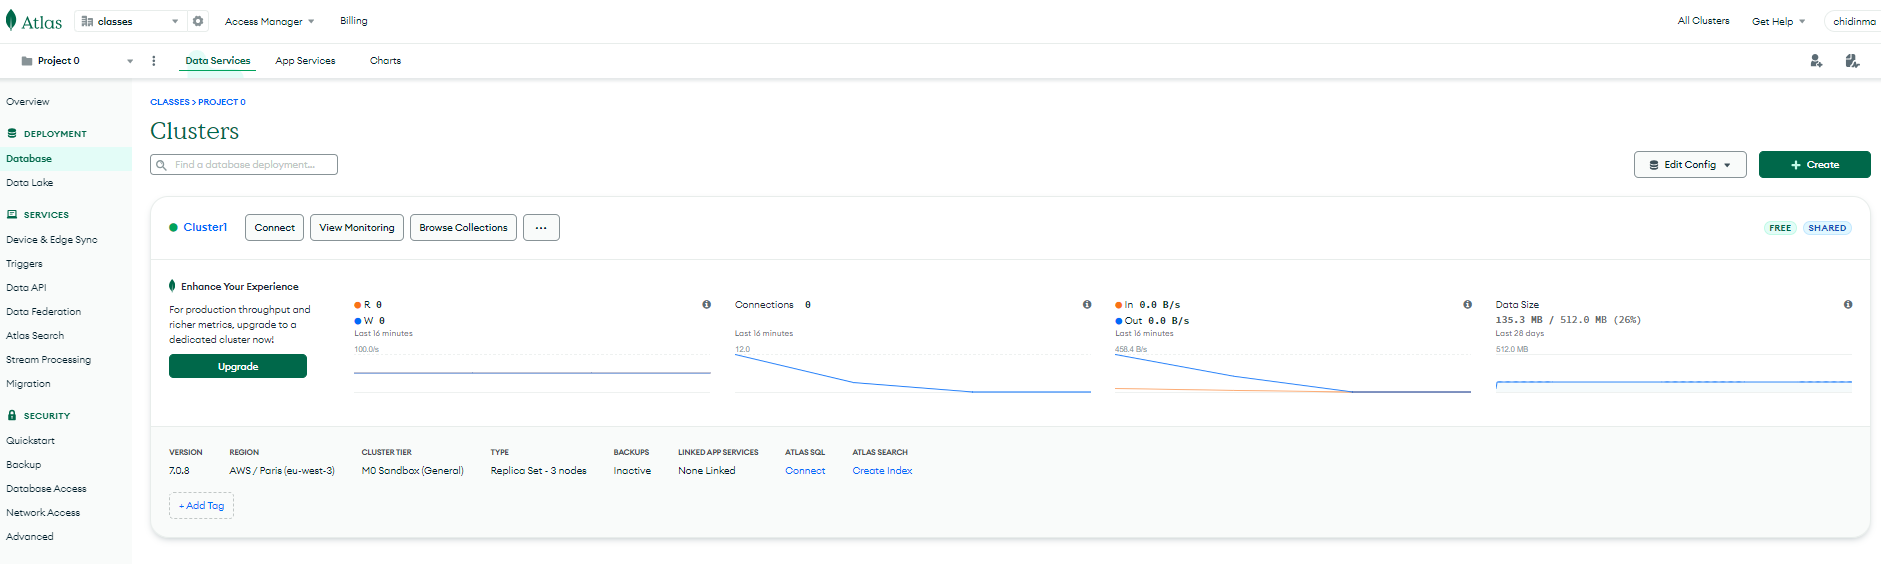 Atlas classes Access Manager Billing All Clusters Get Help chidinma
Project 0 Data Services App Services Charts
Overview
DEPLOYMENT
Database
Data Lake
SERVICES
Device & Edge Sync
Triggers
Data API
Data Federation
Atlas Search
Stream Processing
Migration
SECURITY
Quickstart
Backup
Database Access
Network Access
Advanced
CLASSES > PROJECT 0
Clusters
Find a database deployment...
Edit Config + Create
Cluster1 Connect View Monitoring Browse Collections ... FREE SHARED
Enhance Your Experience
For production throughput and
richer metrics, upgrade to a
dedicated cluster now!
Upgrade
R 0
W 0
Last 16 minutes
100.0/s
Connections 0
Last 16 minutes
12.0
In 0.0 B/s
Out 0.0 B/s
Last 16 minutes
458.4 B/s
Data Size
135.3 MB / 512.0 MB (26%)
Last 28 days
512.0 MB
VERSION REGION CLUSTER TIER TYPE BACKUPS LINKED APP SERVICES ATLAS SQL ATLAS SEARCH
7.0.8 AWS / Paris (eu-west-3) M0 Sandbox (General) Replica Set - 3 nodes Inactive None Linked Connect Create Index
+ Add Tag